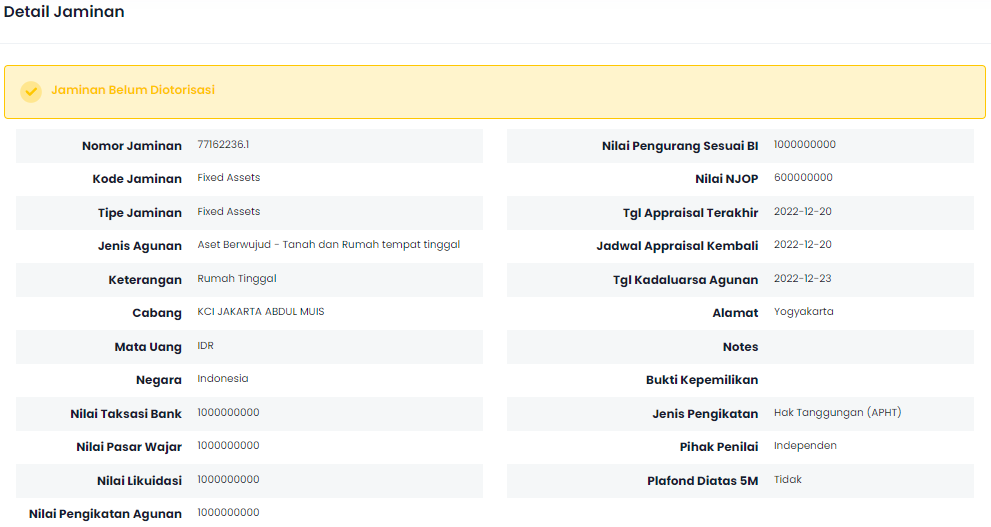 Detail Jaminan
Jaminan Belum Diotorisasi
Nomor Jaminan 77162236.1
Kode Jaminan Fixed Assets
Tipe Jaminan Fixed Assets
Jenis Agunan Aset Berwujud - Tanah dan Rumah tempat tinggal
Keterangan Rumah Tinggal
Cabang KCI JAKARTA ABDUL MUIS
Mata Uang IDR
Negara Indonesia
Nilai Taksasi Bank 1000000000
Nilai Pasar Wajar 1000000000
Nilai Likuidasi 1000000000
Nilai Pengikatan Agunan 1000000000
Nilai Pengurang Sesuai BI 1000000000
Nilai NJOP 600000000
Tgl Appraisal Terakhir 2022-12-20
Jadwal Appraisal Kembali 2022-12-20
Tgl Kadaluarsa Agunan 2022-12-23
Alamat Yogyakarta
Notes
Bukti Kepemilikan
Jenis Pengikatan Hak Tanggungan (APHT)
Pihak Penilai Independen
Plafond Diatas 5M Tidak